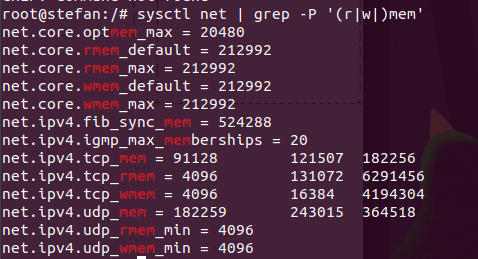 root@stefan:/# sysctl net | grep -P '(r|w|)mem'
net.core.optmem_max = 20480
net.core.rmem_default = 212992
net.core.rmem_max = 212992
net.core.wmem_default = 212992
net.core.wmem_max = 212992
net.ipv4.fib_sync_mem = 524288
net.ipv4.igmp_max_memberships = 20
net.ipv4.tcp_mem = 91128 121507 182256
net.ipv4.tcp_rmem = 4096 131072 6291456
net.ipv4.tcp_wmem = 4096 16384 4194304
net.ipv4.udp_mem = 182259 243015 364518
net.ipv4.udp_rmem_min = 4096
net.ipv4.udp_wmem_min = 4096